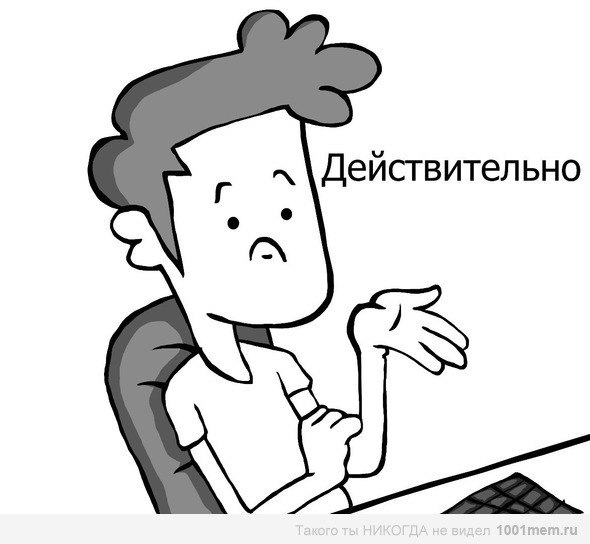 Действительно
Такого ты НИКОГДА не видел 1001mem.ru